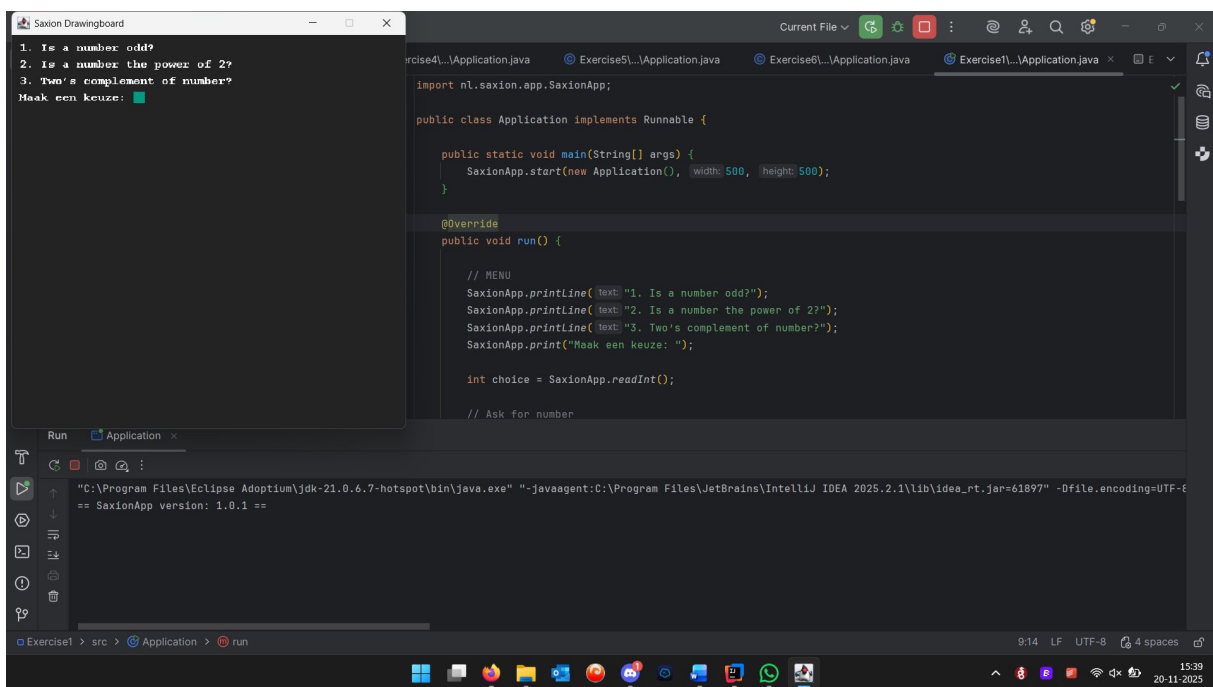 Saxion Drawingboard
1. Is a number odd?
2. Is a number the power of 2?
3. Two's complement of number?
Maak een keuze:
Current File
Exercise5\...\Application.java
Exercise6\...\Application.java
Exercise1\...\Application.java
import nl.saxion.app.SaxionApp;
public class Application implements Runnable {
public static void main(String[] args) {
SaxionApp.start(new Application(), width: 500, height: 500);
}
@Override
public void run() {
// MENU
SaxionApp.printLine( text: "1. Is a number odd?");
SaxionApp.printLine( text: "2. Is a number the power of 2?");
SaxionApp.printLine( text: "3. Two's complement of number?");
SaxionApp.print("Maak een keuze: ");
int choice = SaxionApp.readInt();
// Ask for number
Run Application
"C:\Program Files\Eclipse Adoptium\jdk-21.0.6.7-hotspot\bin\java.exe" "-javaagent:C:\Program Files\JetBrains\IntelliJ IDEA 2025.2.1\lib\idea_rt.jar=61897" -Dfile.encoding=UTF-8
== SaxionApp version: 1.0.1 ==
Exercise1 > src > Application > run
9:14 LF UTF-8 4 spaces
15:39
20-11-2025